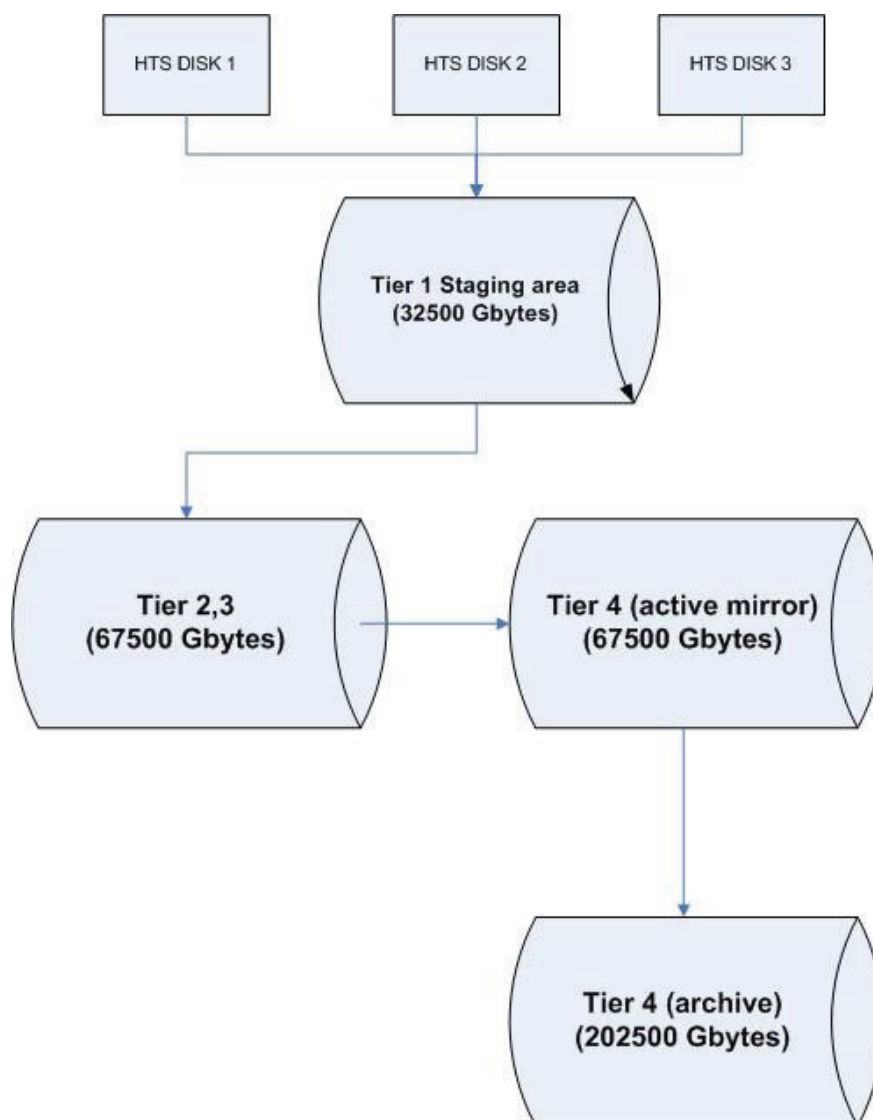 HTS DISK 1
HTS DISK 2
HTS DISK 3
Tier 1 Staging area
(32500 Gbytes)
Tier 2,3
(67500 Gbytes)
Tier 4 (active mirror)
(67500 Gbytes)
Tier 4 (archive)
(202500 Gbytes)